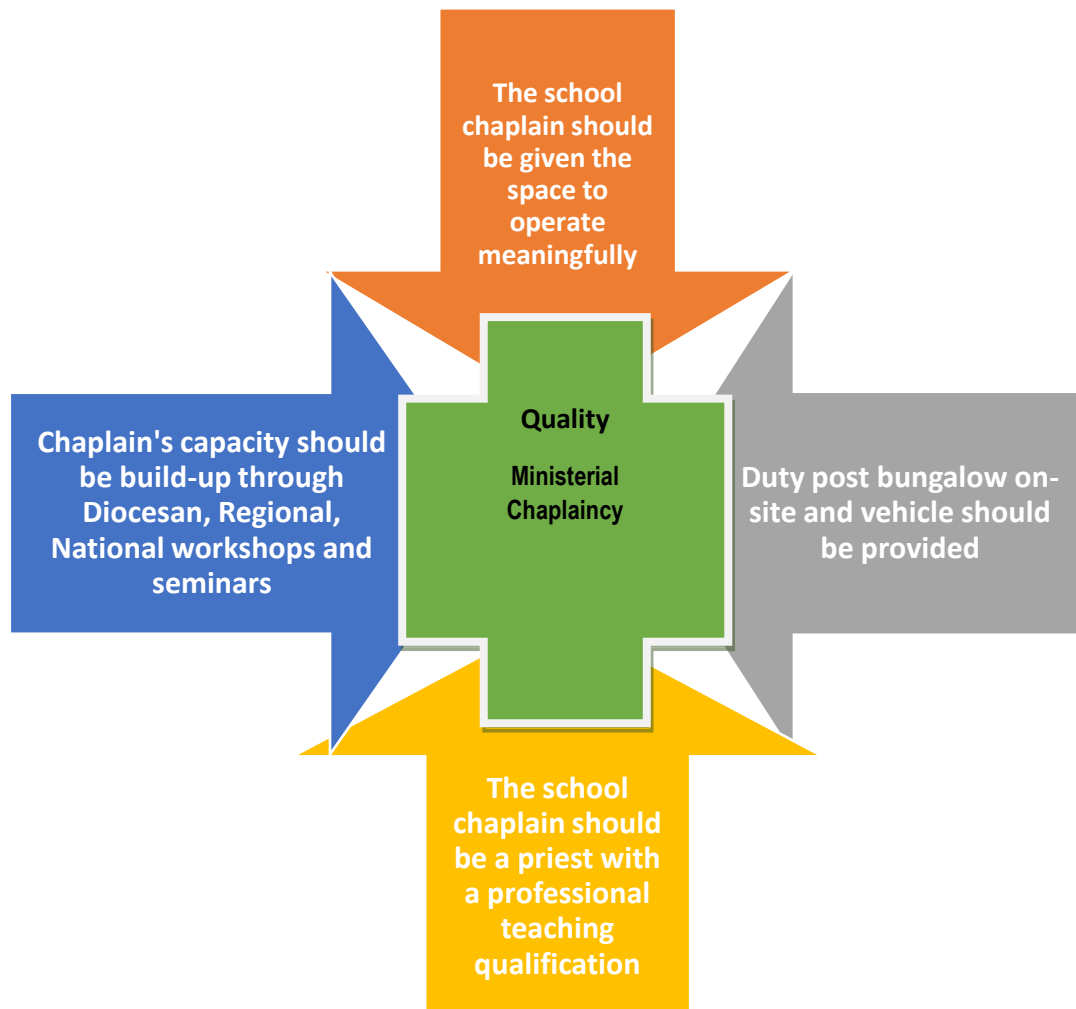 The school
chaplain should
be given the
space to
operate
meaningfully
Chaplain's capacity should
be build-up through
Diocesan, Regional,
National workshops and
seminars
Quality
Ministerial
Chaplaincy
Duty post bungalow on-
site and vehicle should
be provided
The school
chaplain should
be a priest with
a professional
teaching
qualification